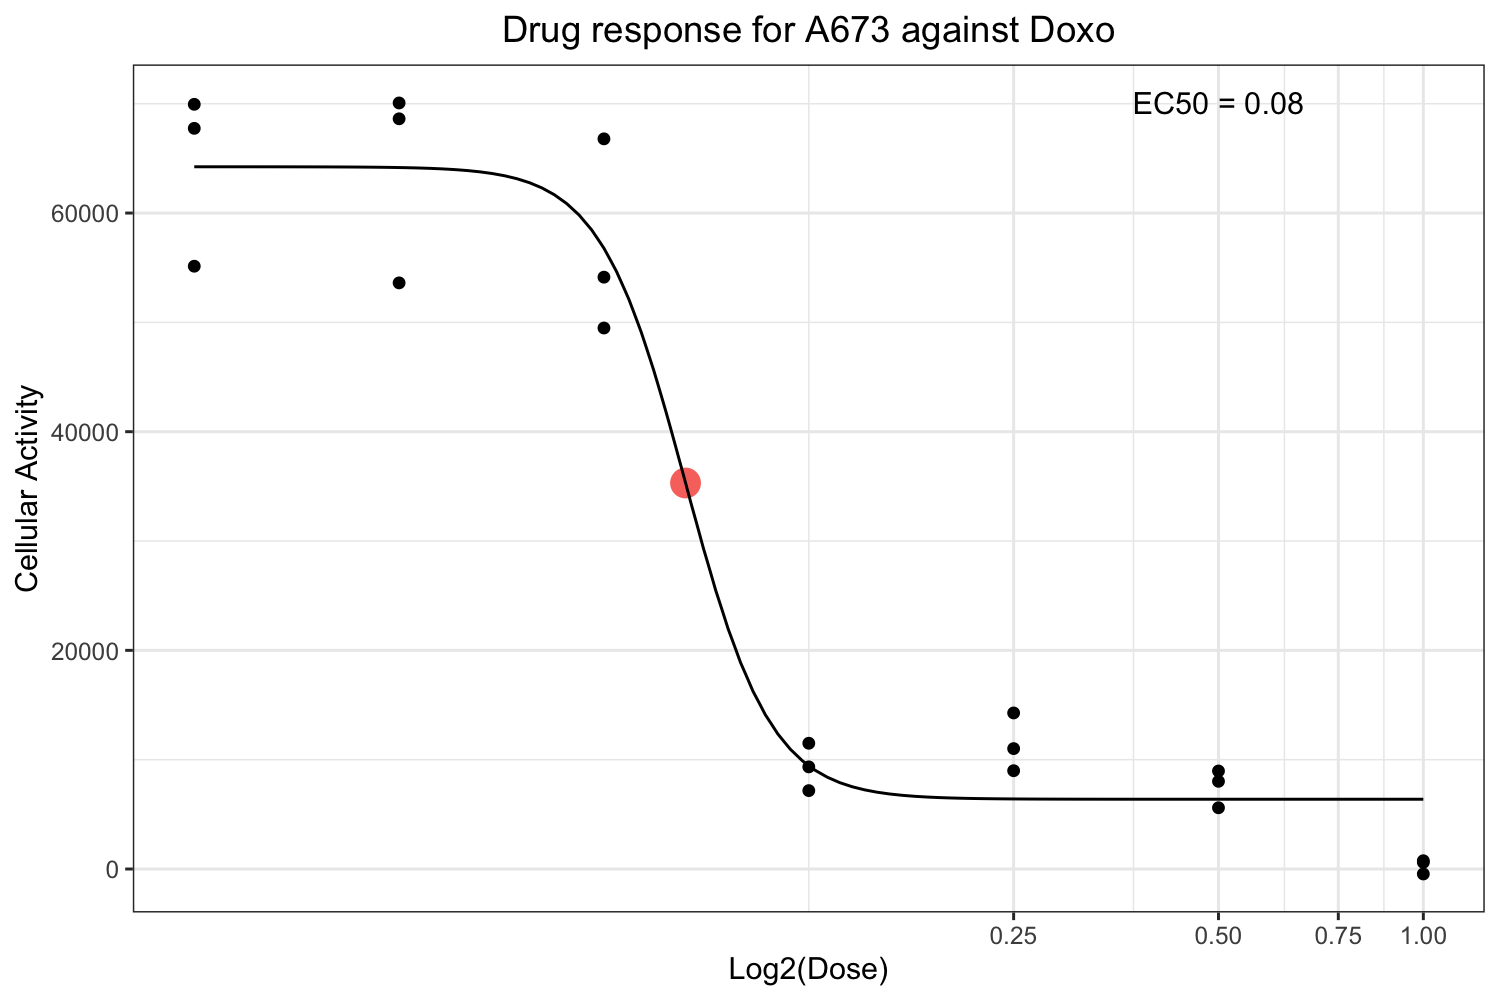 Drug response for A673 against Doxo
EC50 = 0.08
Cellular Activity
60000
40000
20000
0
0.25 0.50 0.75 1.00
Log2(Dose)